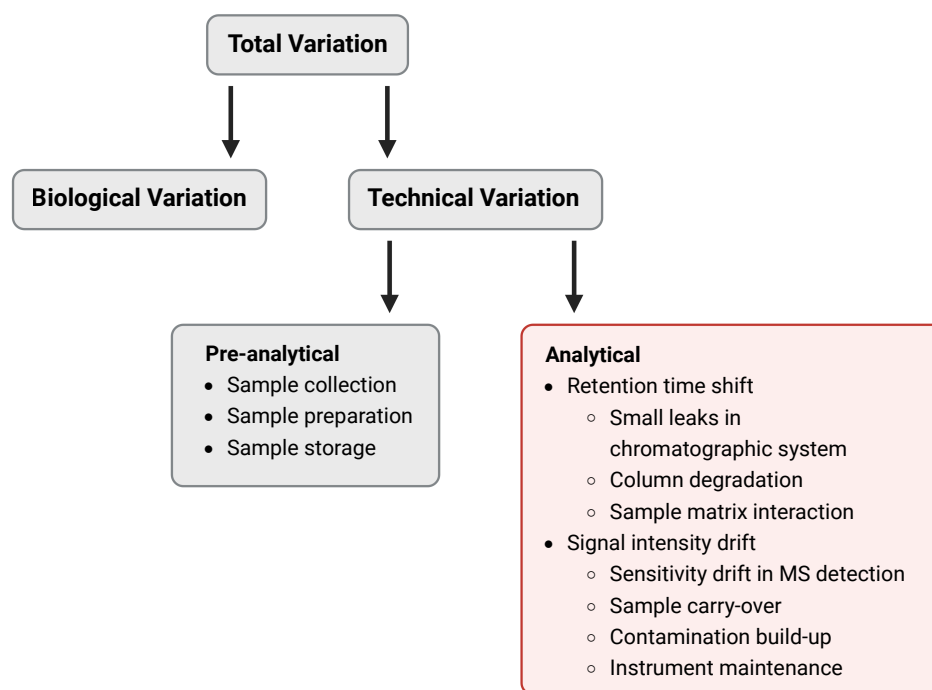 Total Variation
Biological Variation
Technical Variation
Pre-analytical
• Sample collection
• Sample preparation
• Sample storage
Analytical
• Retention time shift
◦ Small leaks in
chromatographic system
◦ Column degradation
◦ Sample matrix interaction
• Signal intensity drift
◦ Sensitivity drift in MS detection
◦ Sample carry-over
◦ Contamination build-up
◦ Instrument maintenance